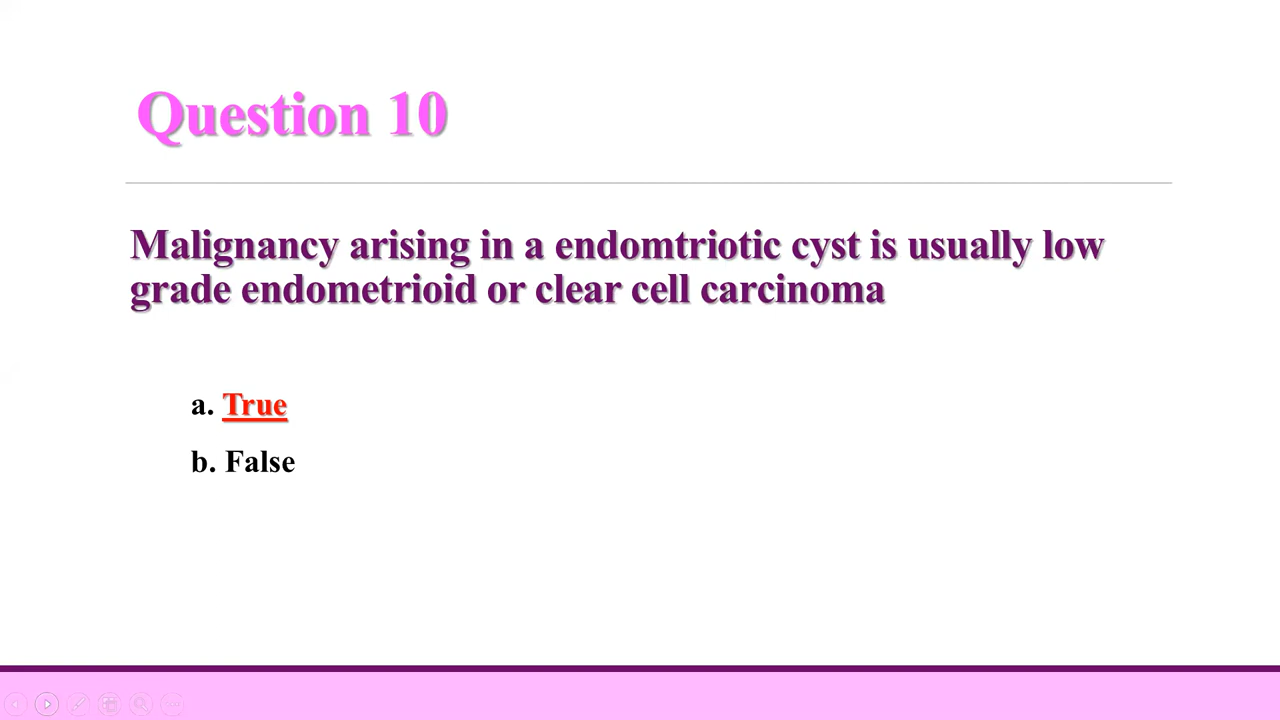 Question 10
Malignancy arising in a endomtriotic cyst is usually low
grade endometrioid or clear cell carcinoma
a. True
b. False